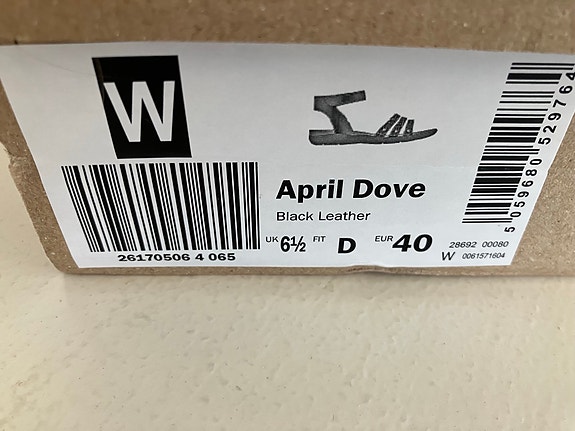 W
April Dove
Black Leather
UK 6½ FIT D EUR 40
26170506 4 065
28692 00080
W 0061571604
5 059680 529764